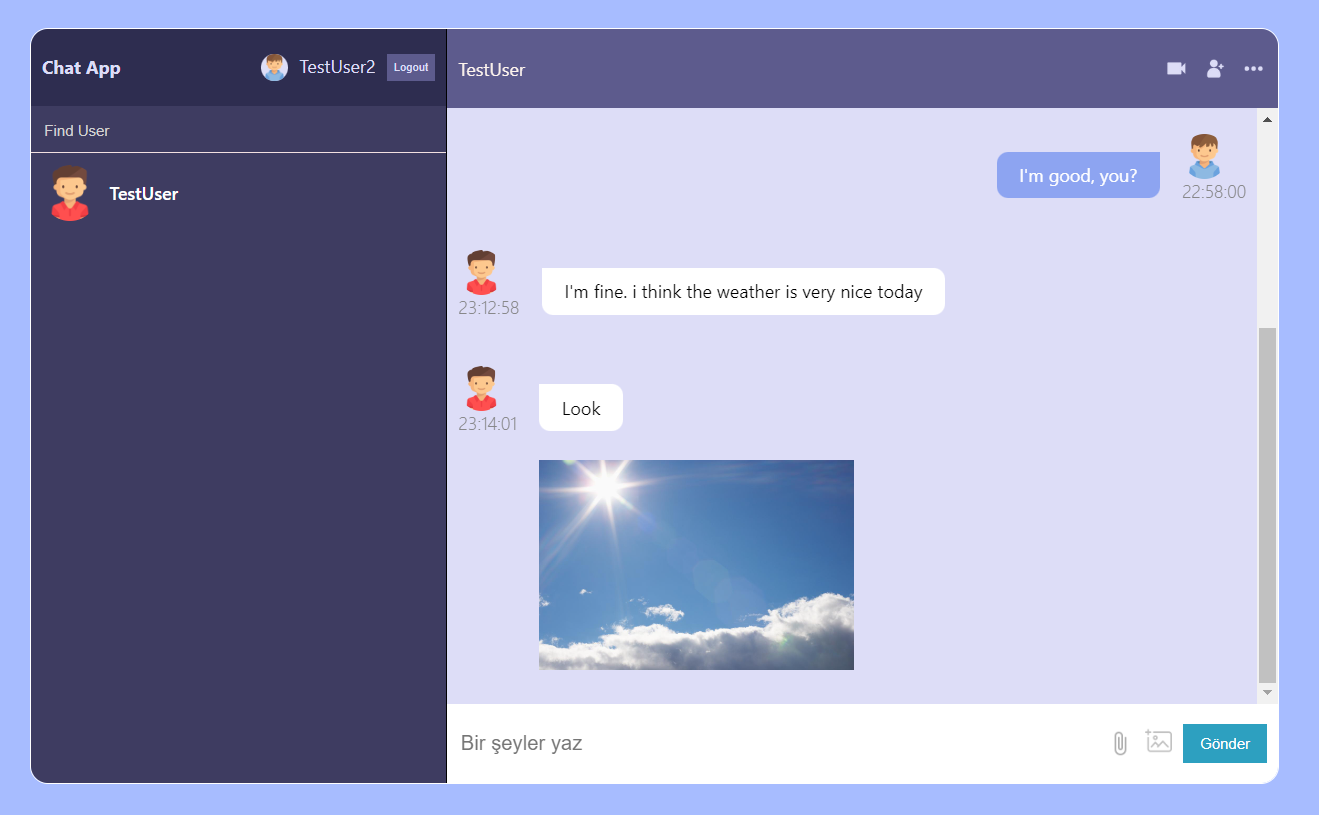 Chat App
TestUser2
Logout
TestUser
Find User
TestUser
I'm good, you?
22:58:00
I'm fine. i think the weather is very nice today
23:12:58
Look
23:14:01
Bir şeyler yaz
Gönder